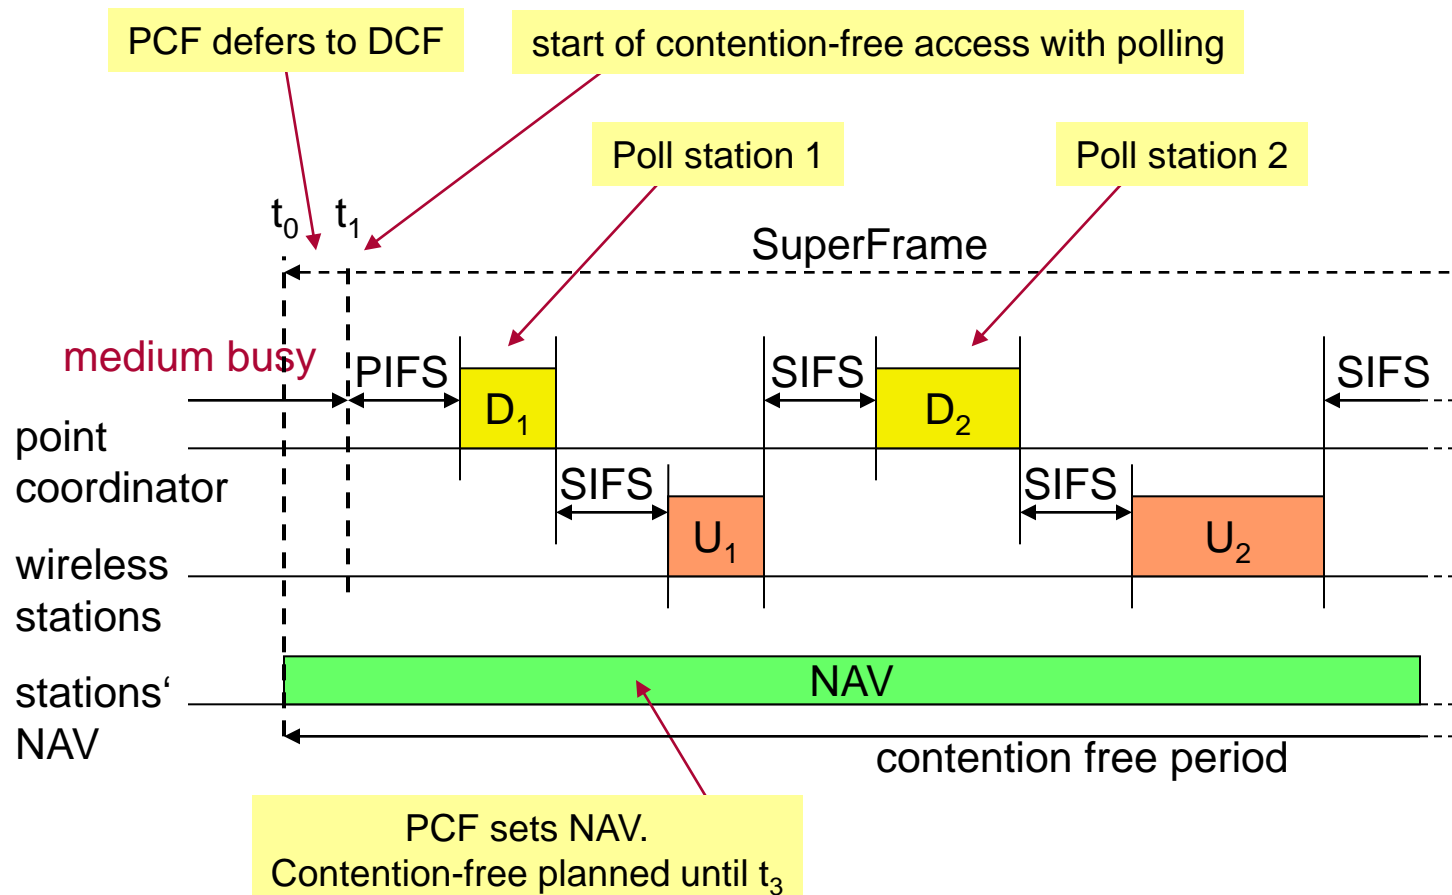 PCF defers to DCF
start of contention-free access with polling
Poll station 1
Poll station 2
t0
t1
SuperFrame
medium busy
PIFS
D1
SIFS
D2
SIFS
point
coordinator
SIFS
U1
SIFS
U2
wireless
stations
stations‘
NAV
NAV
contention free period
PCF sets NAV.
Contention-free planned until t3